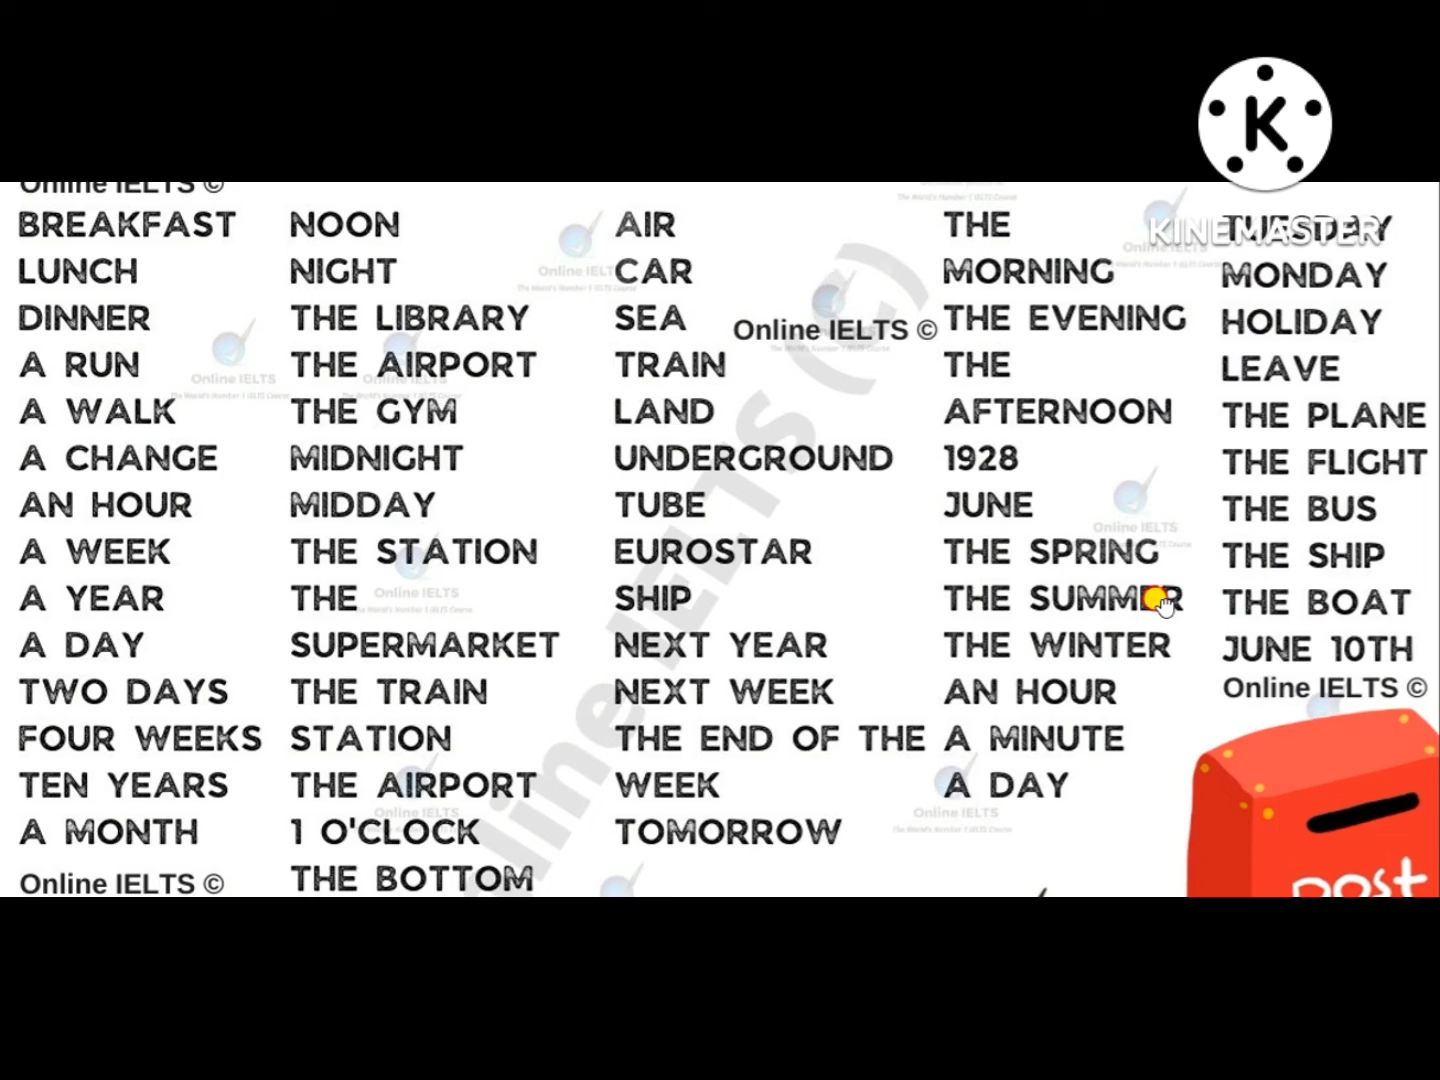 K
KINEMASTER
Online IELTS ©
BREAKFAST
LUNCH
DINNER
A RUN
A WALK
A CHANGE
AN HOUR
A WEEK
A YEAR
A DAY
TWO DAYS
FOUR WEEKS
TEN YEARS
A MONTH
Online IELTS ©
NOON
NIGHT
THE LIBRARY
THE AIRPORT
THE GYM
MIDNIGHT
MIDDAY
THE STATION
THE
SUPERMARKET
THE TRAIN
STATION
THE AIRPORT
1 O'CLOCK
THE BOTTOM
AIR
CAR
SEA
Online IELTS ©
TRAIN
LAND
UNDERGROUND
TUBE
EUROSTAR
SHIP
NEXT YEAR
NEXT WEEK
THE END OF THE
WEEK
TOMORROW
THE
MORNING
THE EVENING
THE
AFTERNOON
1928
JUNE
THE SPRING
THE SUMMER
THE WINTER
AN HOUR
A MINUTE
A DAY
TUESDAY
MONDAY
HOLIDAY
LEAVE
THE PLANE
THE FLIGHT
THE BUS
THE SHIP
THE BOAT
JUNE 10TH
Online IELTS ©
post